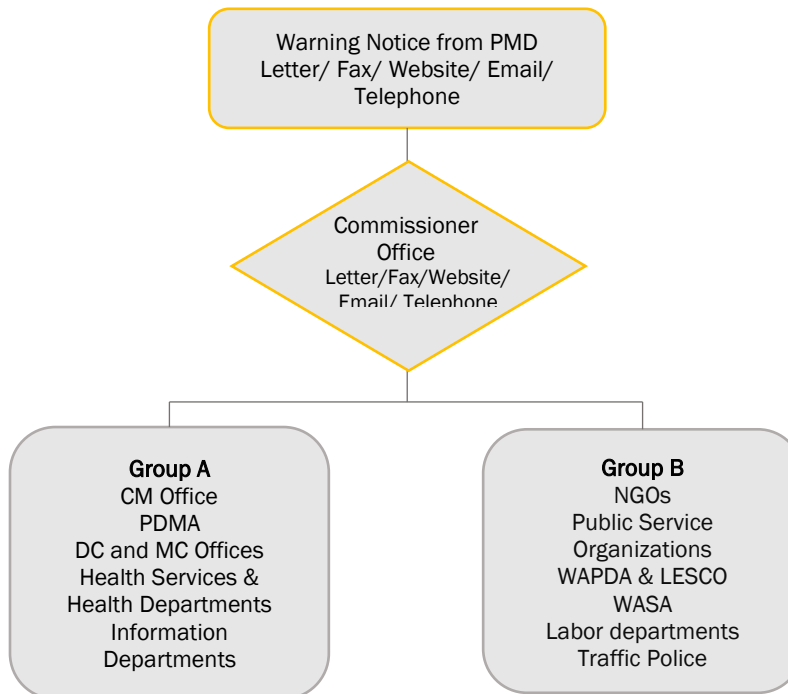 Warning Notice from PMD
Letter/ Fax/ Website/ Email/
Telephone
Commissioner
Office
Letter/Fax/Website/
Email/ Telephone
Group A
CM Office
PDMA
DC and MC Offices
Health Services &
Health Departments
Information
Departments
Group B
NGOs
Public Service
Organizations
WAPDA & LESCO
WASA
Labor departments
Traffic Police